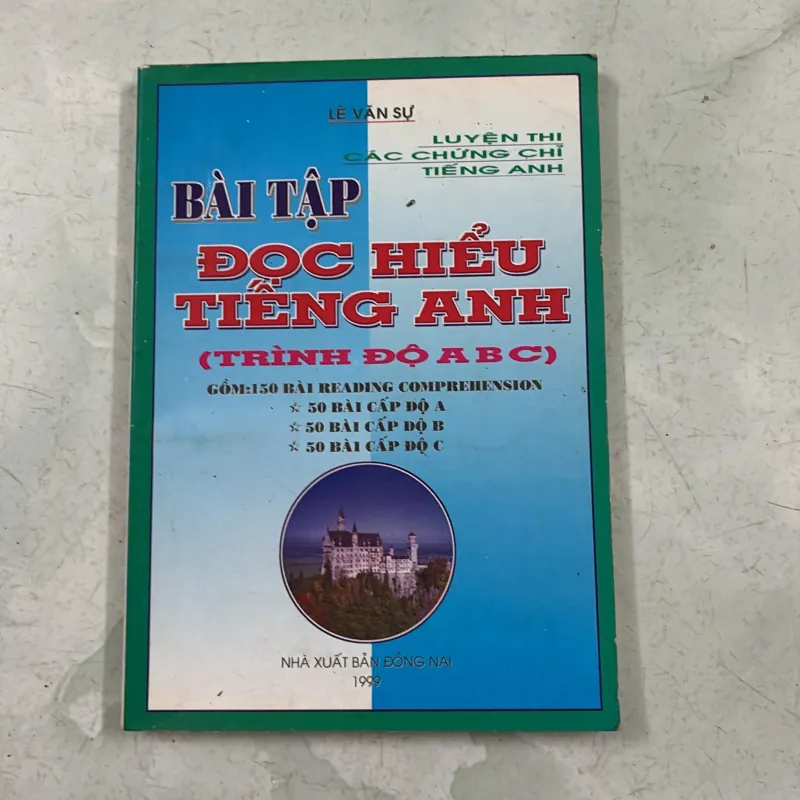 LÊ VĂN SỰ
LUYỆN THI
CÁC CHỨNG CHỈ
TIẾNG ANH
BÀI TẬP
ĐỌC HIỂU
TIẾNG ANH
(TRÌNH ĐỘ A B C)
GỒM:150 BÀI READING COMPREHENSION
☆ 50 BÀI CẤP ĐỘ A
☆ 50 BÀI CẤP ĐỘ B
☆ 50 BÀI CẤP ĐỘ C
NHÀ XUẤT BẢN ĐỒNG NAI
1999